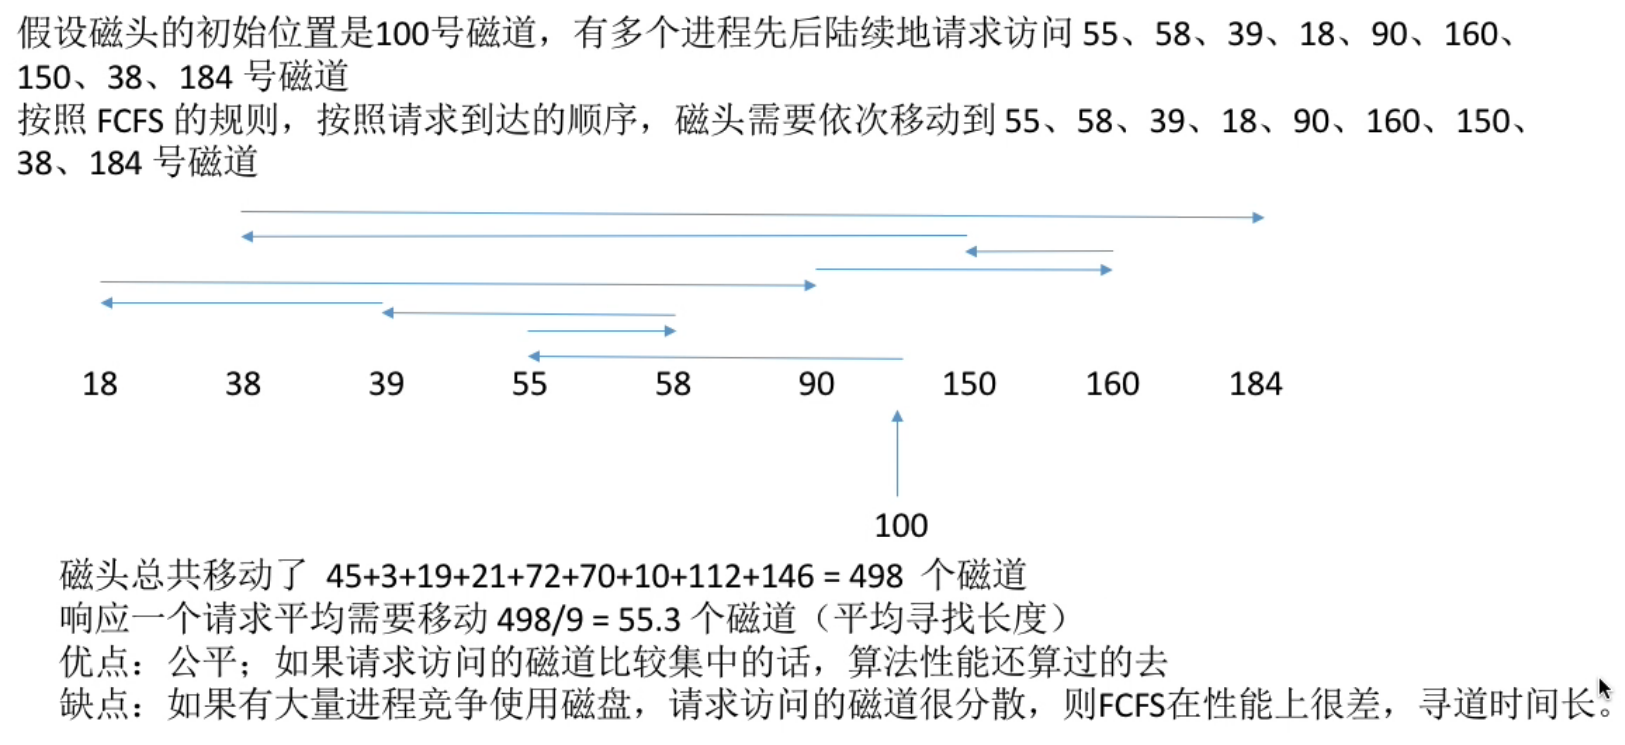 假设磁头的初始位置是100号磁道，有多个进程先后陆续地请求访问 55、58、39、18、90、160、
150、38、184 号磁道
按照 FCFS 的规则，按照请求到达的顺序，磁头需要依次移动到 55、58、39、18、90、160、150、
38、184 号磁道
18 38 39 55 58 90 150 160 184
100
磁头总共移动了 45+3+19+21+72+70+10+112+146 = 498 个磁道
响应一个请求平均需要移动 498/9 = 55.3 个磁道（平均寻找长度）
优点：公平；如果请求访问的磁道比较集中的话，算法性能还算过的去
缺点：如果有大量进程竞争使用磁盘，请求访问的磁道很分散，则FCFS在性能上很差，寻道时间长。